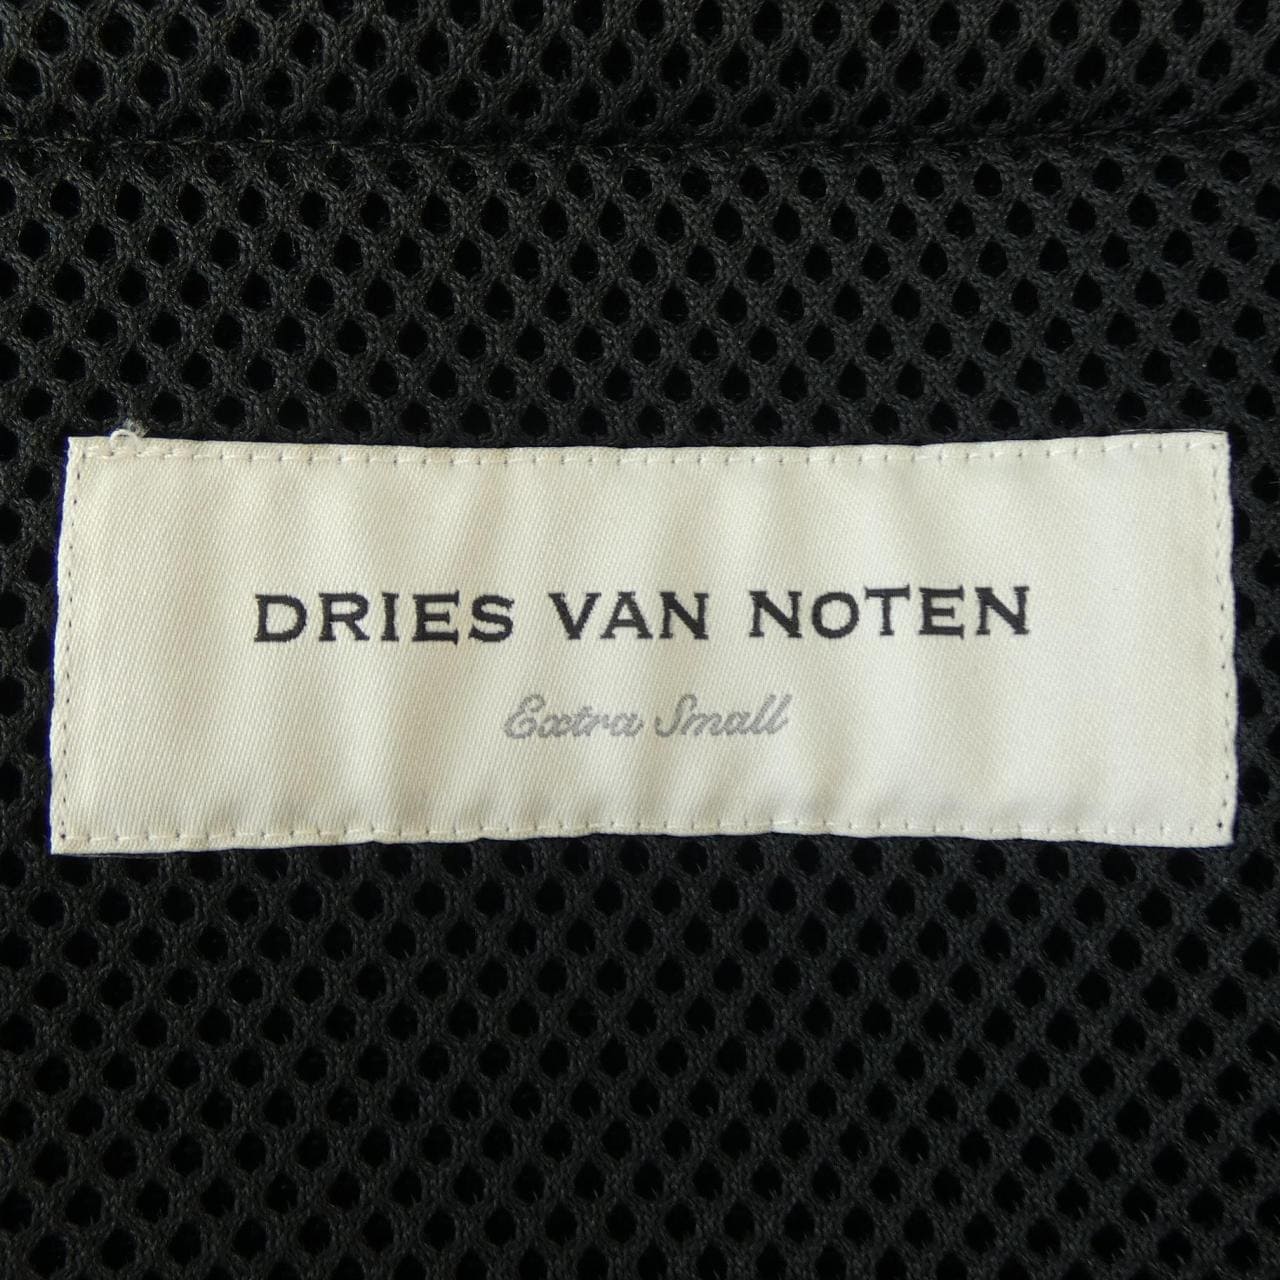 DRIES VAN NOTEN
Extra Small